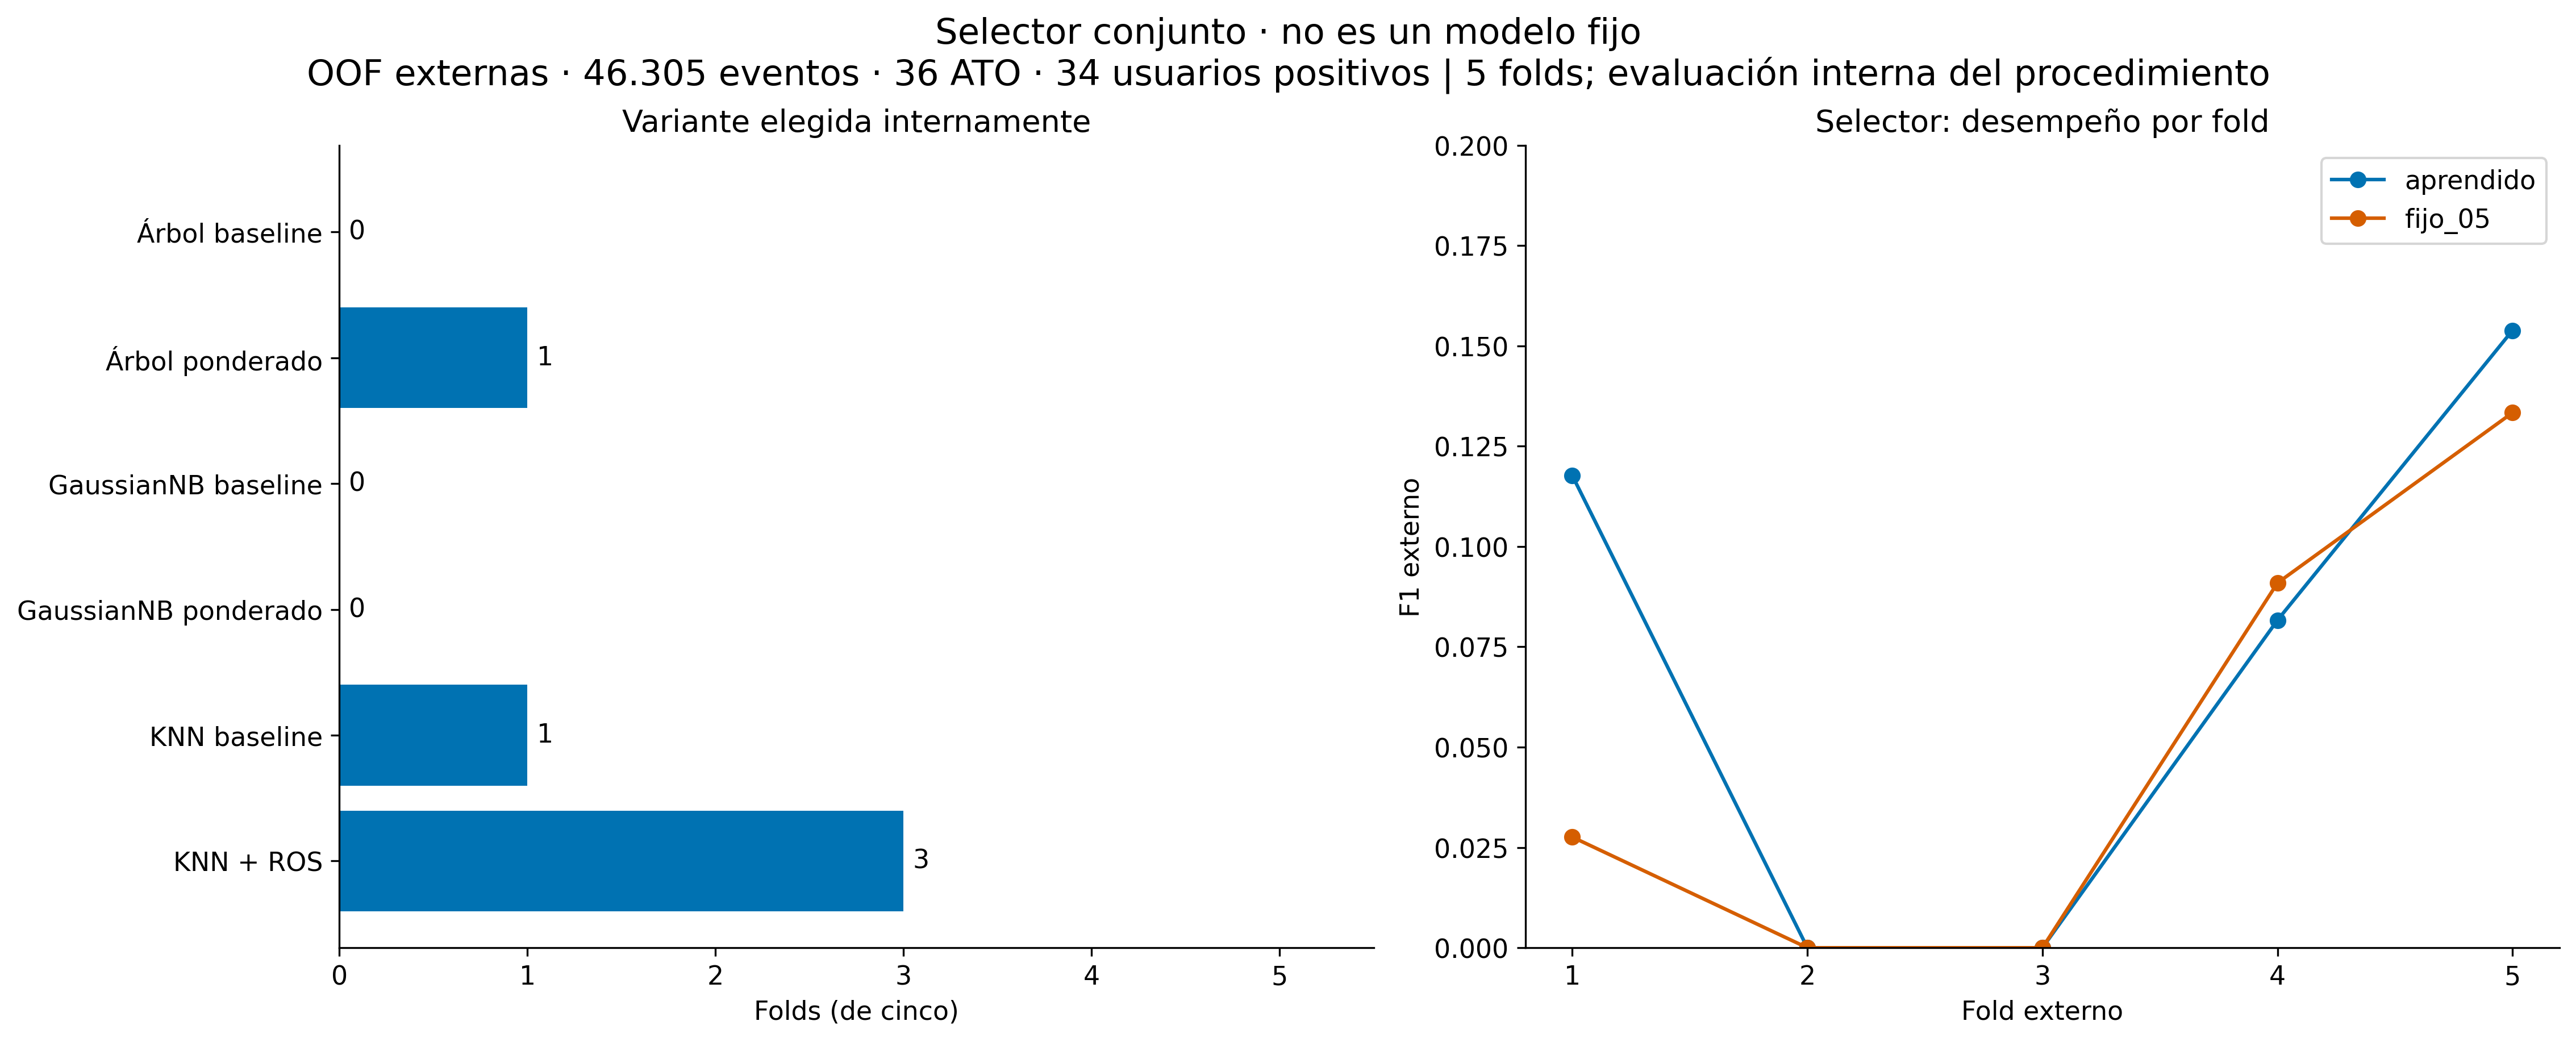 Selector conjunto · no es un modelo fijo
OOF externas · 46.305 eventos · 36 ATO · 34 usuarios positivos | 5 folds; evaluación interna del procedimiento
Variante elegida internamente
Árbol baseline
0
Árbol ponderado
1
GaussianNB baseline
0
GaussianNB ponderado
0
KNN baseline
1
KNN + ROS
3
0 1 2 3 4 5
Folds (de cinco)
Selector: desempeño por fold
aprendido
fijo_05
F1 externo
0.200
0.175
0.150
0.125
0.100
0.075
0.050
0.025
0.000
1 2 3 4 5
Fold externo